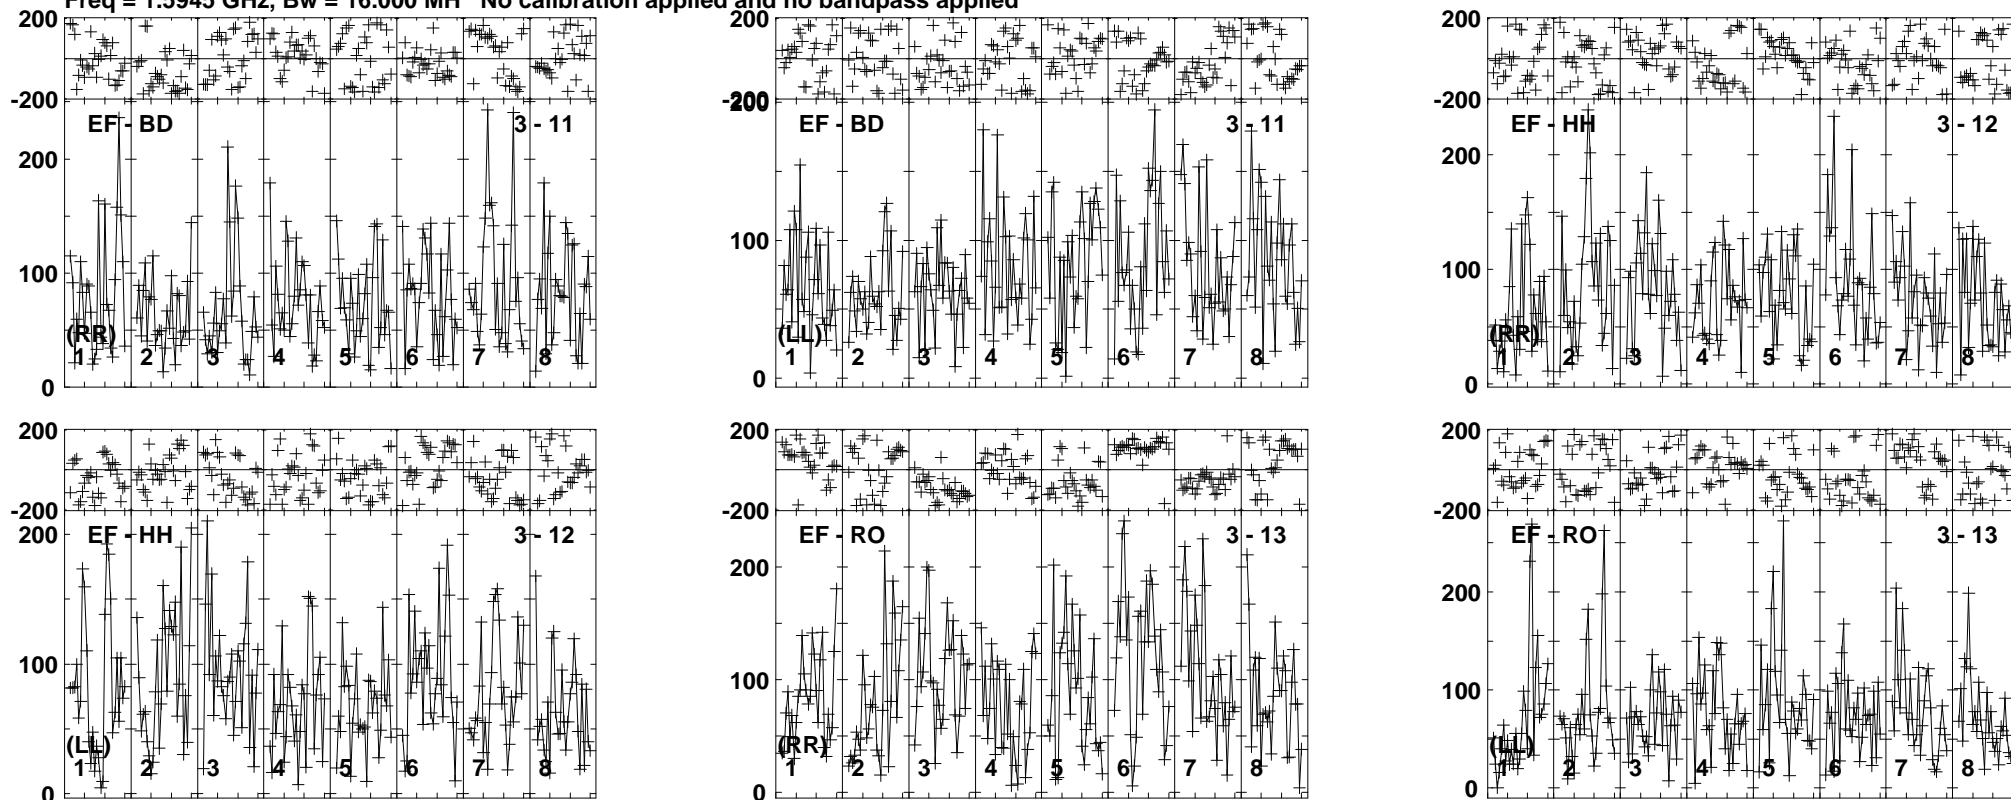 Freq = 1.5945 GHz, Bw = 16.000 MH No calibration applied and no bandpass applied
200
-200
EF - BD 3 - 11
200
100
0
(RR)
1 2 3 4 5 6 7 8
200
-200
200
EF - BD 3 - 11
100
0
(LL)
1 2 3 4 5 6 7 8
200
-200
EF - HH 3 - 12
200
100
0
(RR)
1 2 3 4 5 6 7 8
200
-200
EF - HH 3 - 12
200
100
0
(LL)
1 2 3 4 5 6 7 8
200
-200
EF - RO 3 - 13
200
100
0
(RR)
1 2 3 4 5 6 7 8
200
-200
EF - RO 3 - 13
200
100
0
(LL)
1 2 3 4 5 6 7 8